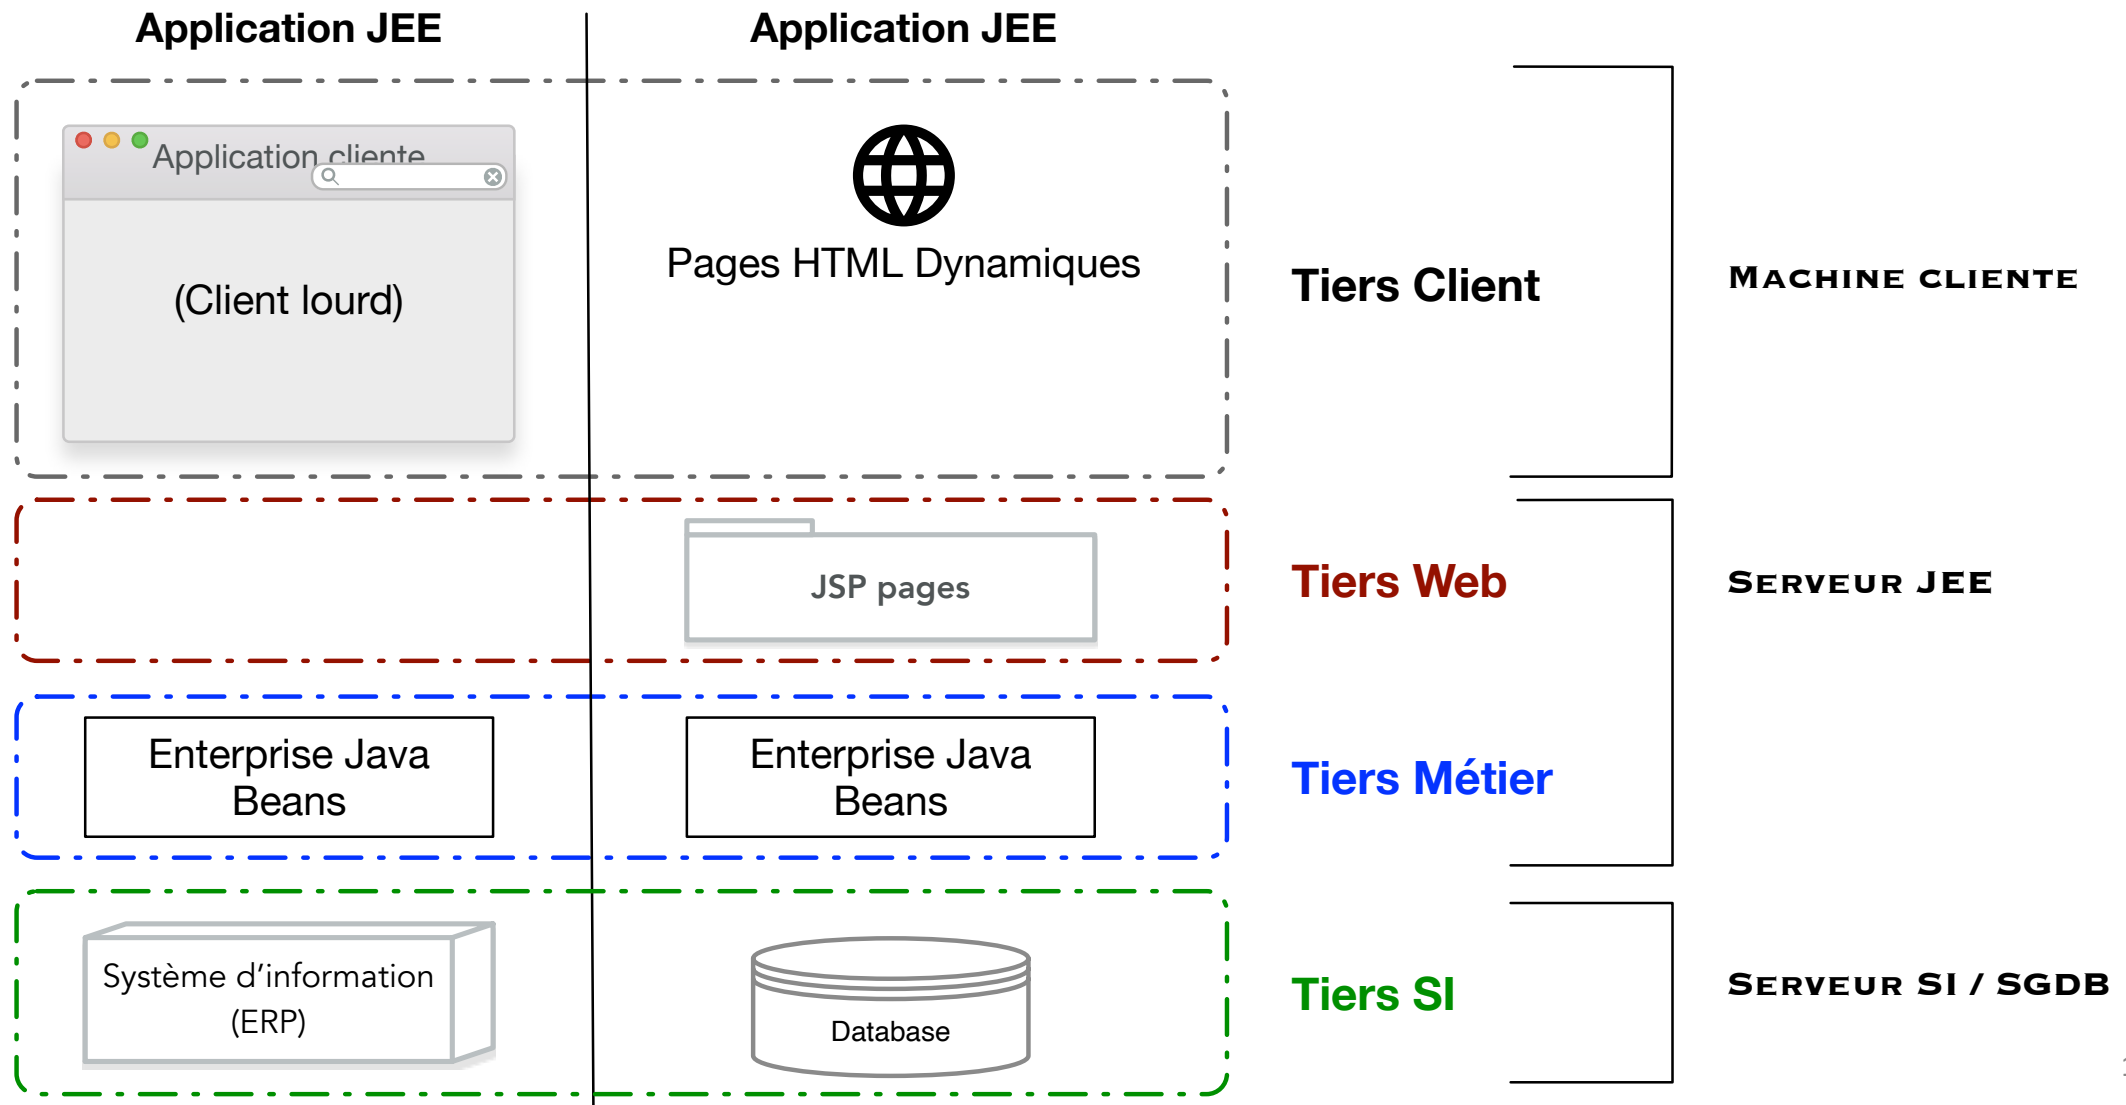 Application JEE
Application JEE
Application cliente
(Client lourd)
Pages HTML Dynamiques
Tiers Client
MACHINE CLIENTE
JSP pages
Tiers Web
SERVEUR JEE
Enterprise Java
Beans
Enterprise Java
Beans
Tiers Métier
Système d'information
(ERP)
Database
Tiers SI
SERVEUR SI / SGDB